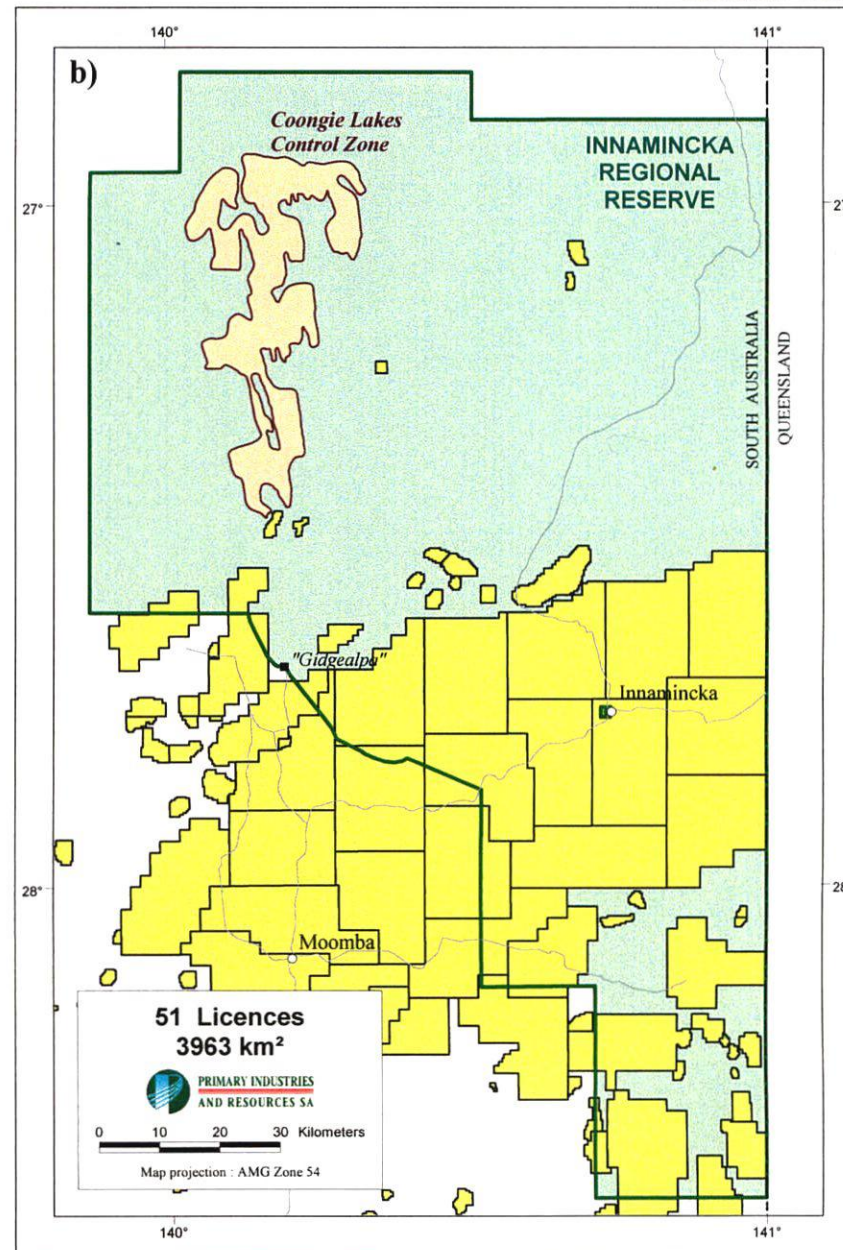 140°
141°
b)
Coongie Lakes
Control Zone
INNAMINCKA
REGIONAL
RESERVE
27°
27
SOUTH AUSTRALIA
QUEENSLAND
"Gidgealpa"
Innamincka
28°
28
Moomba
51 Licences
3963 km²
PRIMARY INDUSTRIES
AND RESOURCES SA
0 10 20 30 Kilometers
Map projection : AMG Zone 54
140°
141°